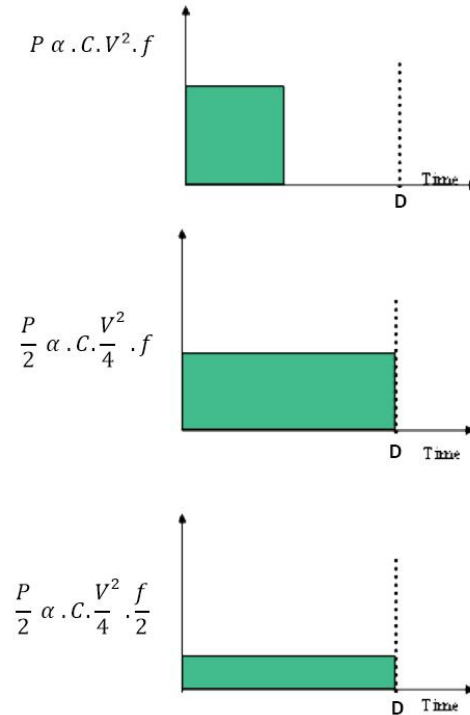 P α . C. V². f
Time
D
P/2 α . C. V²/4 . f
D
Time
P/2 α . C. V²/4 . f/2
D
Time